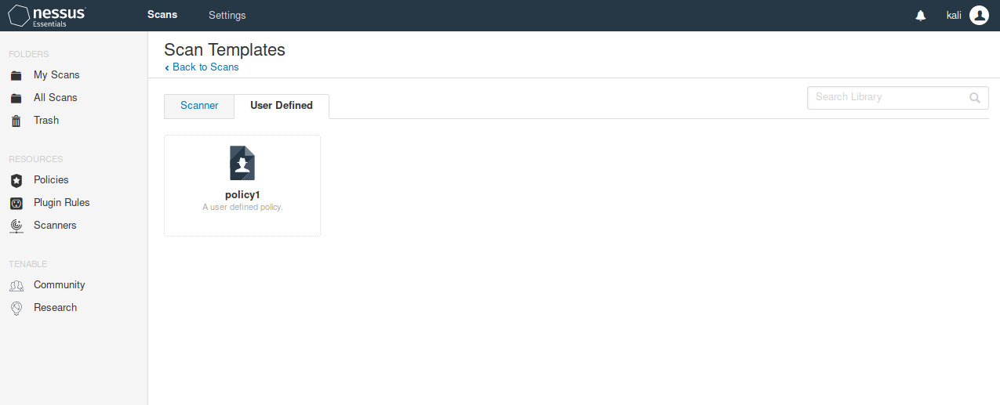 nessus
Essentials
Scans
Settings
kali
FOLDERS
My Scans
All Scans
Trash
RESOURCES
Policies
Plugin Rules
Scanners
TENABLE
Community
Research
Scan Templates
‹ Back to Scans
Scanner
User Defined
Search Library
policy1
A user defined policy.